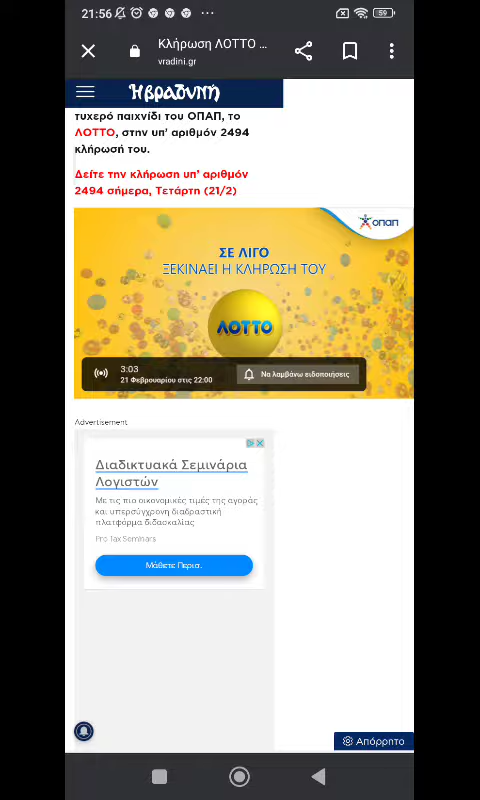 21:56
59
Κλήρωση ΛΟΤΤΟ ...
vradini.gr
Ἡ βραδυνή
τυχερό παιχνίδι του ΟΠΑΠ, το
ΛΟΤΤΟ, στην υπ’ αριθμόν 2494
κλήρωσή του.
Δείτε την κλήρωση υπ’ αριθμόν
2494 σήμερα, Τετάρτη (21/2)
οπαπ
ΣΕ ΛΙΓΟ
ΞΕΚΙΝΑΕΙ Η ΚΛΗΡΩΣΗ ΤΟΥ
ΛΟΤΤΟ
3:03
21 Φεβρουαρίου στις 22:00
Να λαμβάνω ειδοποιήσεις
Advertisement
Διαδικτυακά Σεμινάρια
Λογιστών
Με τις πιο οικονομικές τιμές της αγοράς
και υπερσύγχρονη διαδραστική
πλατφόρμα διδασκαλίας
Pro Tax Seminars
Μάθετε Περισ.
Απόρρητο